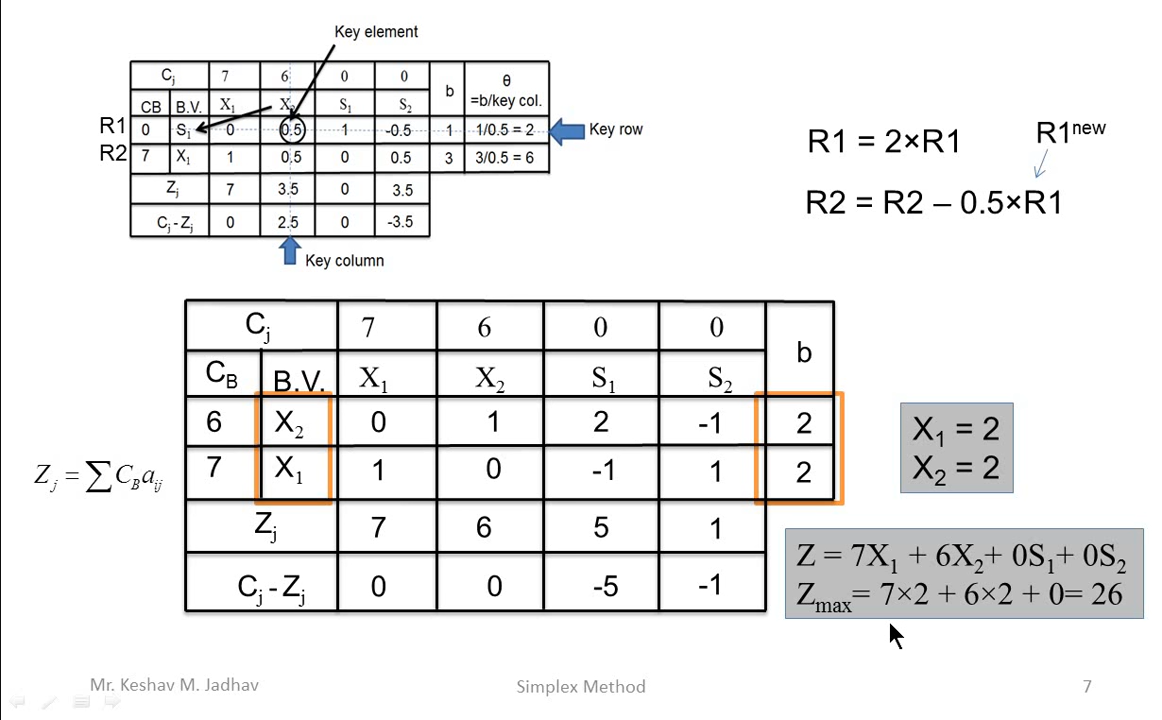 Key element
Cj 7 6 0 0 b θ =b/key col.
CB B.V. X1 X2 S1 S2
R1 0 S1 0 0.5 1 -0.5 1 1/0.5 = 2 Key row
R2 7 X1 1 0.5 0 0.5 3 3/0.5 = 6
Zj 7 3.5 0 3.5
Cj - Zj 0 2.5 0 -3.5
Key column
R1 = 2×R1
R1new
R2 = R2 – 0.5×R1
Cj 7 6 0 0 b
CB B.V. X1 X2 S1 S2
6 X2 0 1 2 -1 2
7 X1 1 0 -1 1 2
Zj 7 6 5 1
Cj - Zj 0 0 -5 -1
Zj = ∑CBaij
X1 = 2
X2 = 2
Z = 7X1 + 6X2+ 0S1+ 0S2
Zmax= 7×2 + 6×2 + 0= 26
Mr. Keshav M. Jadhav Simplex Method 7